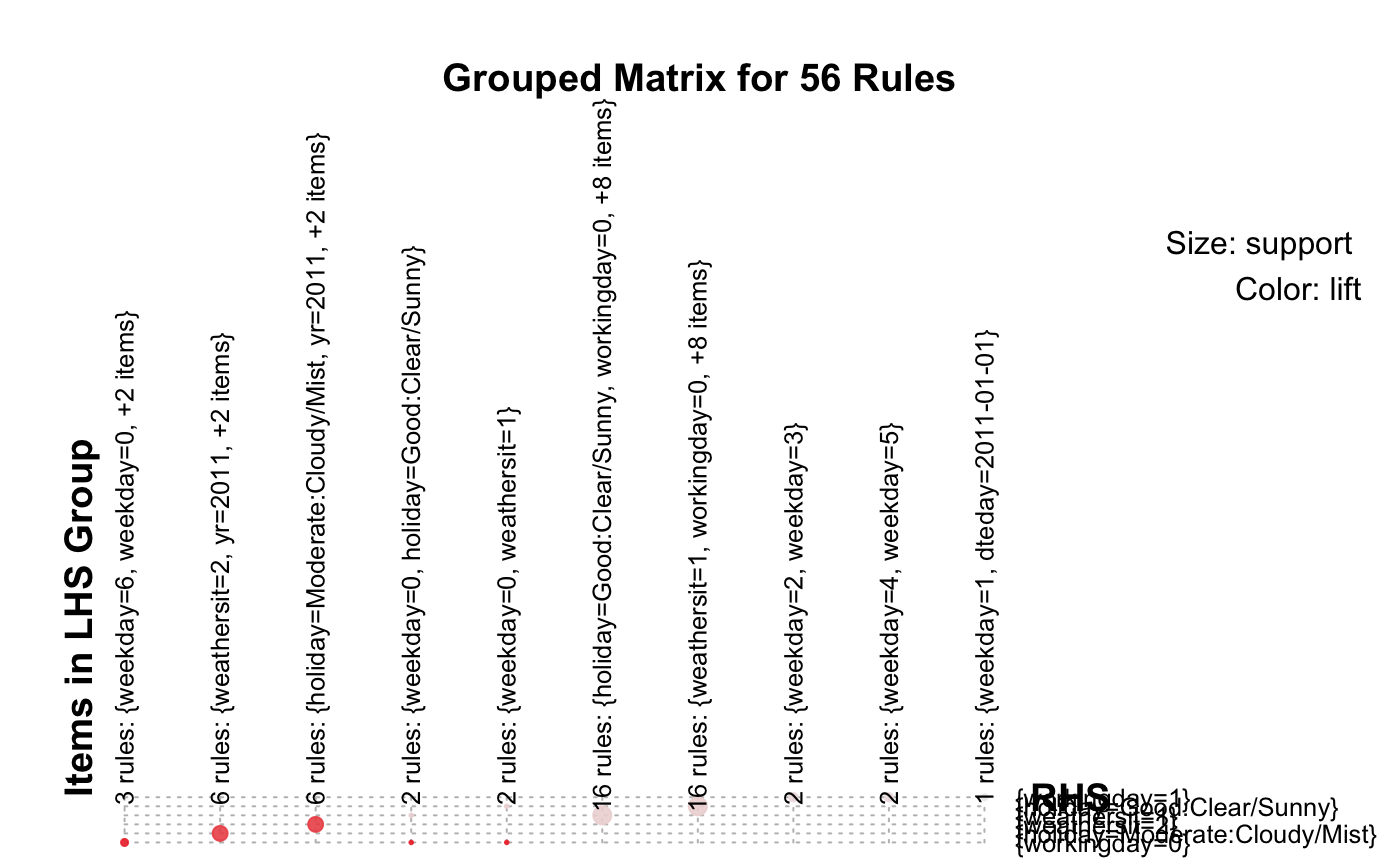 Grouped Matrix for 56 Rules
Size: support
Color: lift
Items in LHS Group
3 rules: {weekday=6, weekday=0, +2 items}
6 rules: {weathersit=2, yr=2011, +2 items}
6 rules: {holiday=Moderate:Cloudy/Mist, yr=2011, +2 items}
2 rules: {weekday=0, holiday=Good:Clear/Sunny}
2 rules: {weekday=0, weathersit=1}
16 rules: {holiday=Good:Clear/Sunny, workingday=0, +8 items}
16 rules: {weathersit=1, workingday=0, +8 items}
2 rules: {weekday=2, weekday=3}
2 rules: {weekday=4, weekday=5}
1 rules: {weekday=1, dteday=2011-01-01}
RHS
{workingday=1}
{holiday=Good:Clear/Sunny}
{holiday=Moderate:Cloudy/Mist}
{workingday=0}